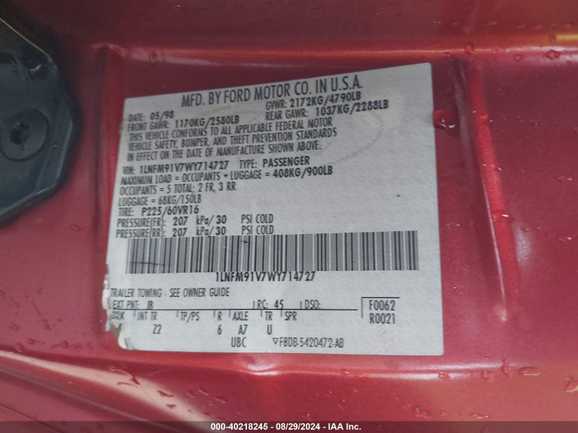 MFD. BY FORD MOTOR CO. IN U.S.A.
DATE: 05/98 GVWR: 2172KG/4790LB
FRONT GAWR: 1170KG/2580LB REAR GAWR: 1037KG/2288LB
THIS VEHICLE CONFORMS TO ALL APPLICABLE FEDERAL MOTOR
VEHICLE SAFETY, BUMPER, AND THEFT PREVENTION STANDARDS
IN EFFECT ON THE DATE OF MANUFACTURE SHOWN ABOVE
VIN: 1LNFM91V7WY714727 TYPE: PASSENGER
MAXIMUM LOAD = OCCUPANTS + LUGGAGE = 408KG/900LB
OCCUPANTS = 5 TOTAL: 2 FR, 3 RR
LUGGAGE = 68KG/150LB
TIRE: P225/60VR16
PRESSURE(FR): 207 kPa/30 PSI COLD
PRESSURE(RR): 207 kPa/30 PSI COLD
1LNFM91V7WY714727
TRAILER TOWING - SEE OWNER GUIDE
EXT PNT: JB RC: 45 DSO: F0062
BRK INT TR TP/PS R AXLE TR SPR R0021
Z2 6 A7 U
UBC F8DB-5420472-AB
000-40218245 - 08/29/2024 - IAA Inc.